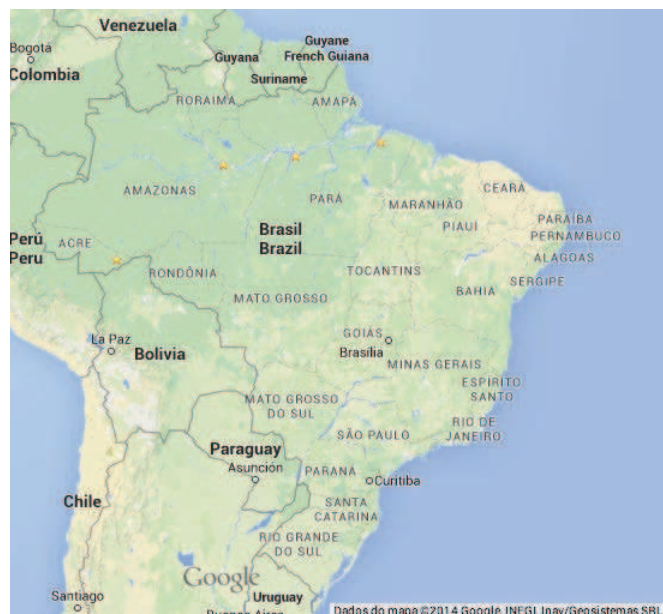 Venezuela
Bogotá
Colombia
Guyana
Guyane
French Guiana
Suriname
RORAIMA
AMAPÁ
AMAZONAS
PARÁ
CEARÁ
MARANHÃO
PIAUÍ
PARAÍBA
PERNAMBUCO
Brasil
Brazil
Perú
Peru
ACRE
ALAGOAS
RONDÔNIA
TOCANTINS
SERGIPE
BAHIA
MATO GROSSO
GOIÁS
Brasília
La Paz
Bolivia
MINAS GERAIS
ESPÍRITO
SANTO
MATO GROSSO
DO SUL
RIO DE
JANEIRO
SÃO PAULO
Paraguay
Asunción
PARANÁ
Curitiba
Chile
SANTA
CATARINA
RIO GRANDE
DO SUL
Google
Santiago
Uruguay
Buenos Aires
Dados do mapa ©2014 Google, INEGI, Inav/Geosistemas SRL